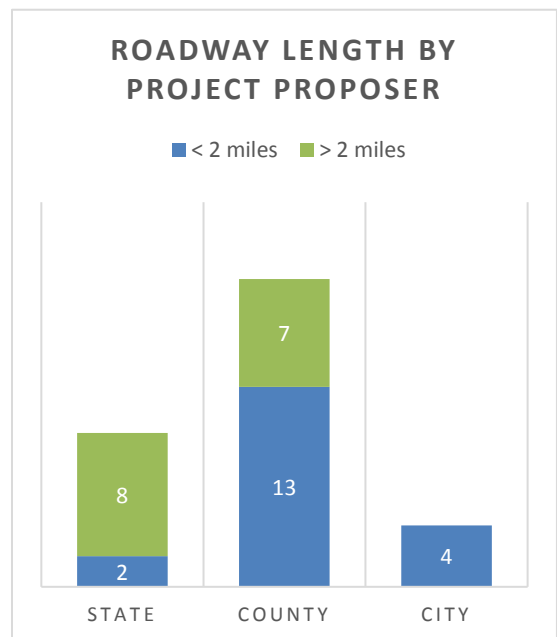 ROADWAY LENGTH BY
PROJECT PROPOSER
< 2 miles > 2 miles
7
8
13
2
4
STATE COUNTY CITY